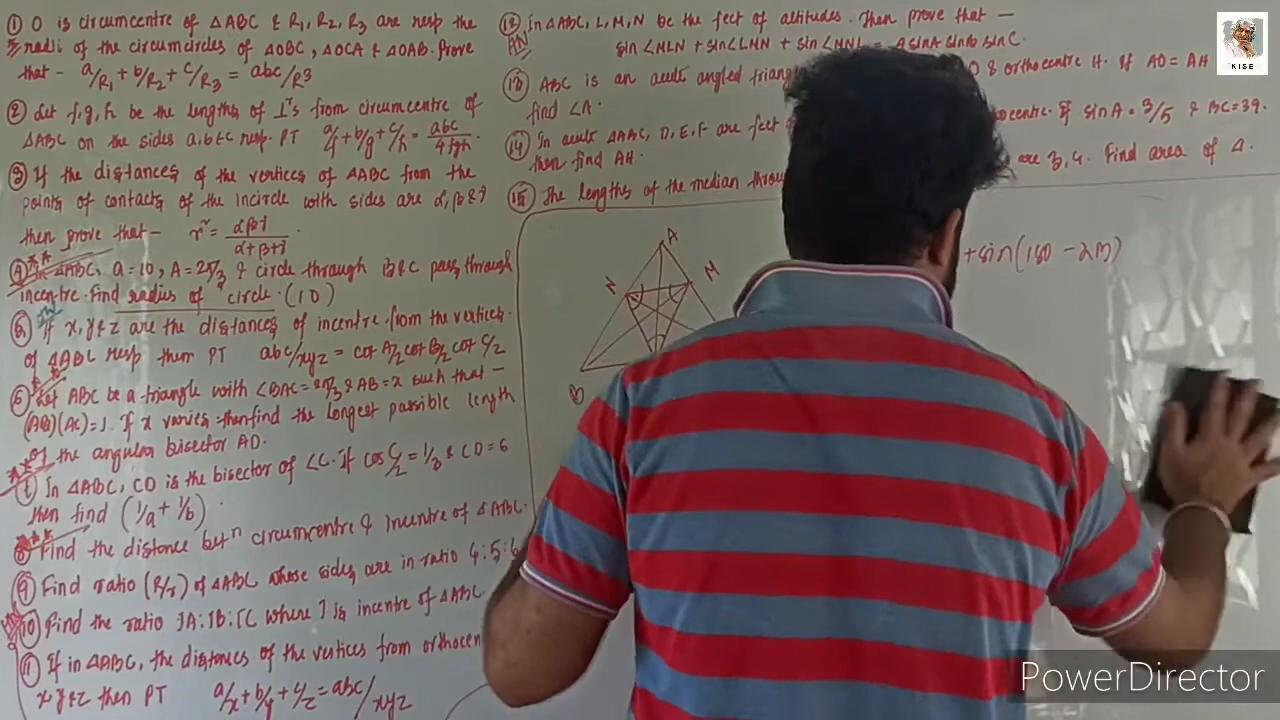 ① O is circumcentre of ΔABC & R₁, R₂, R₃ are resp the
radii of the circumcircles of ΔOBC, ΔOCA & ΔOAB. Prove
that - a/R₁ + b/R₂ + c/R₃ = abc/R³
② Let f, g, h be the lengths of ⊥ʳs from circumcentre of
ΔABC on the sides a, b & c resp. PT a/f + b/g + c/h = abc/4fgh.
③ If the distances of the vertices of ΔABC from the
points of contacts of the incircle with sides are α, β & γ
then prove that - r² = αβγ/α+β+γ.
④ ΔABC, a=10, A=2π/3 & circle through B & C pass through
incentre. Find radius of circle. (10)
⑤ If x, y & z are the distances of incentre from the vertices
of ΔABC resp then PT abc/xyz = cot A/2 cot B/2 cot C/2
⑥ Let ABC be a triangle with ∠BAC = 2π/3 & AB = x such that -
(AB)(AC)=1. If x varies then find the longest possible length
of the angular bisector AD.
⑦ In ΔABC, CD is the bisector of ∠C. If cos C/2 = 1/3 & CD = 6
then find (1/a + 1/b).
⑧ Find the distance betⁿ circumcentre & incentre of ΔABC.
⑨ Find ratio (R/r) of ΔABC whose sides are in ratio 4:5:6
⑩ Find the ratio IA:IB:IC where I is incentre of ΔABC.
⑪ If in ΔABC, the distances of the vertices from orthocen
x, y & z then PT a/x + b/y + c/z = abc/xyz
⑫ In ΔABC, L, M, N be the feet of altitudes. Then prove that -
sin ∠MLN + sin ∠LMN + sin ∠MNL = 4 sinA sinB sinC.
⑬ ABC is an acute angled triang O & orthocentre H. If AO = AH
find ∠A.
⑭ In acute ΔABC, D, E, F are feet o ocentre. If sin A = 3/5 & BC = 39.
then find AH.
⑮ The lengths of the median throu are 3, 4. Find area of Δ.
A
N
M
B
+ sin(180 - 2M)
KISE
PowerDirector